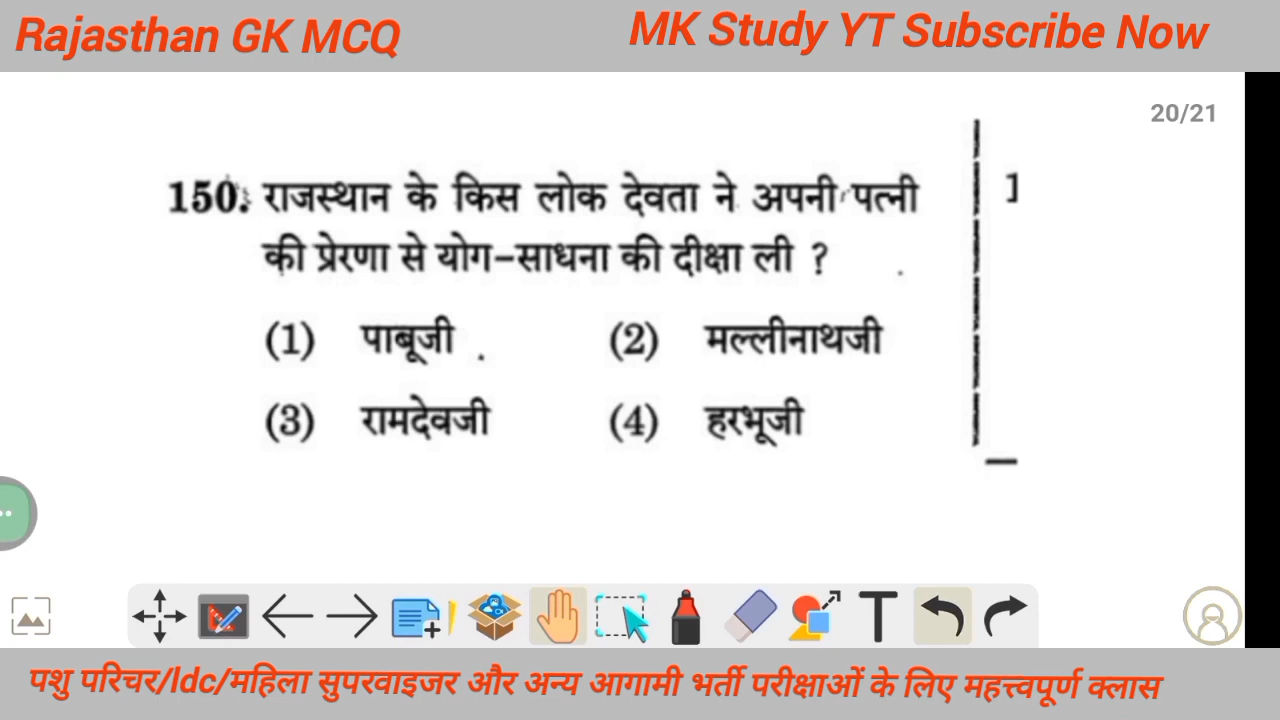 Rajasthan GK MCQ
MK Study YT Subscribe Now
20/21
150. राजस्थान के किस लोक देवता ने अपनी पत्नी
की प्रेरणा से योग-साधना की दीक्षा ली ?
(1) पाबूजी (2) मल्लीनाथजी
(3) रामदेवजी (4) हरभूजी
पशु परिचर/ldc/महिला सुपरवाइजर और अन्य आगामी भर्ती परीक्षाओं के लिए महत्त्वपूर्ण क्लास